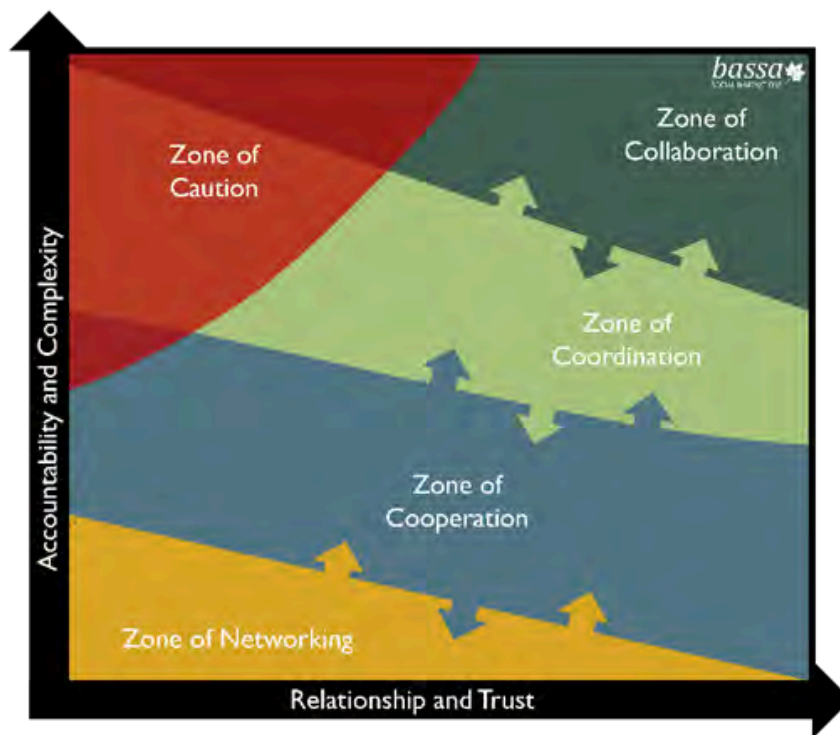 bassa
Zone of
Collaboration
Zone of
Caution
Zone of
Coordination
Zone of
Cooperation
Zone of Networking
Accountability and Complexity
Relationship and Trust